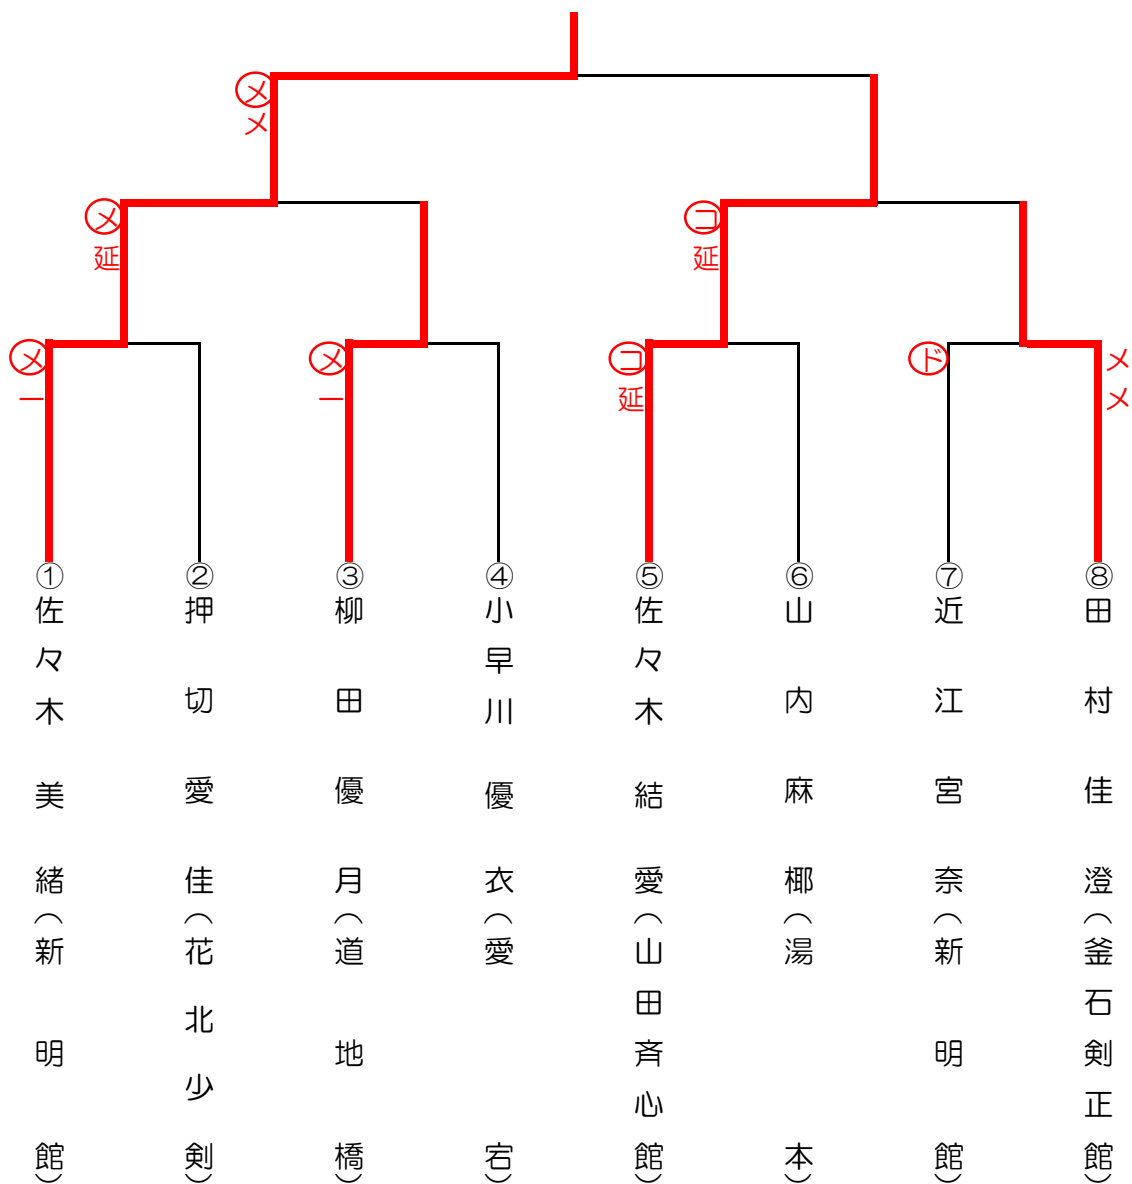 メ
メ
メ
延
コ
延
メ
一
メ
一
コ
延
ド
メ
メ
①佐々木美緒(新明館)
②押切愛佳(花北少剣)
③柳田優月(道地橋)
④小早川優衣(愛宕)
⑤佐々木結愛(山田斉心館)
⑥山内麻椰(湯本)
⑦近江宮奈(新明館)
⑧田村佳澄(釜石剣正館)